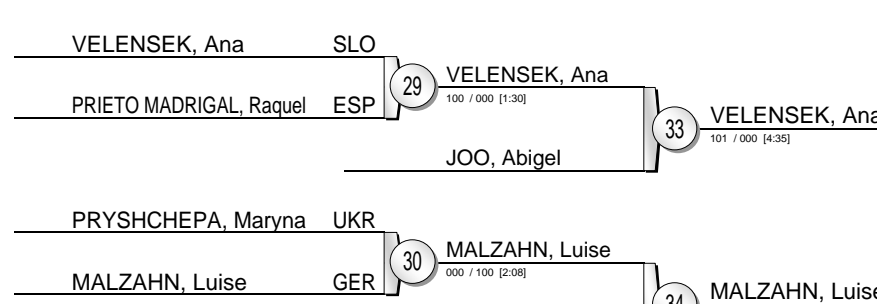 VELENSEK, Ana SLO
PRIETO MADRIGAL, Raquel ESP
29
VELENSEK, Ana
100 / 000 [1:30]
JOO, Abigel
33
VELENSEK, Ana
101 / 000 [4:35]
PRYSHCHEPA, Maryna UKR
MALZAHN, Luise GER
30
MALZAHN, Luise
000 / 100 [2:08]
34
MALZAHN, Luise